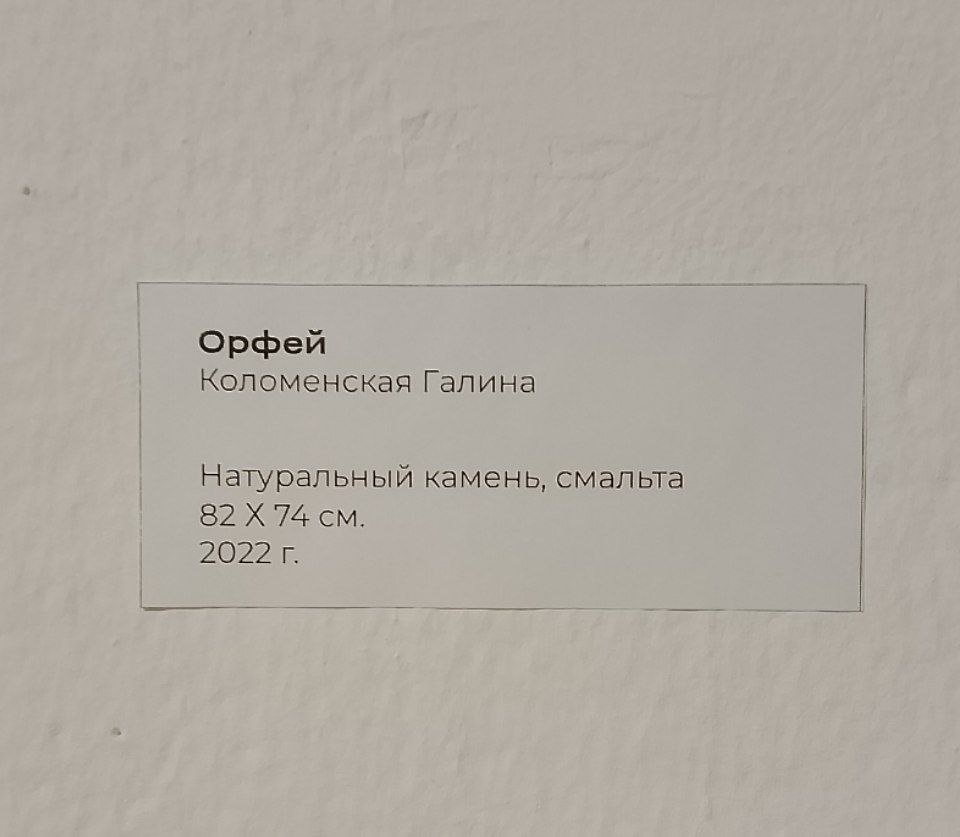 Орфей
Коломенская Галина
Натуральный камень, смальта
82 X 74 см.
2022 г.